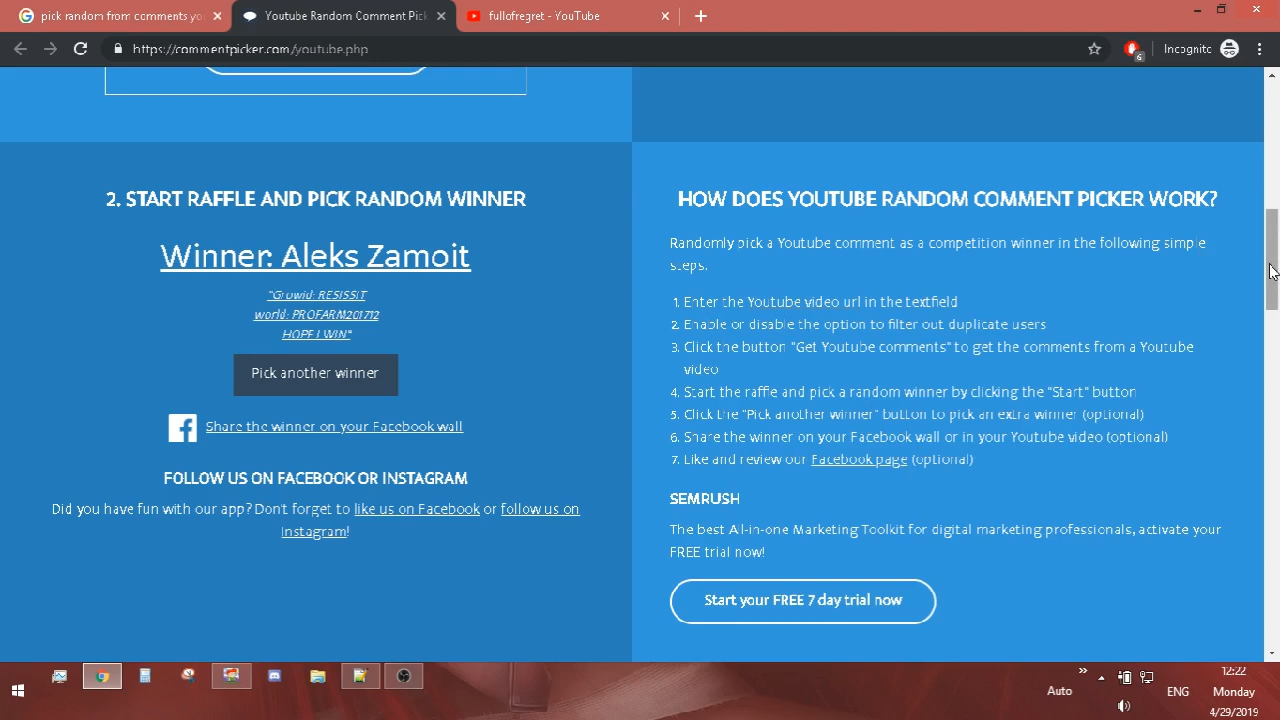 pick random from comments yo
Youtube Random Comment Pick
fullofregret - YouTube
https://commentpicker.com/youtube.php
6
Incognito
2. START RAFFLE AND PICK RANDOM WINNER
Winner: Aleks Zamoit
"Growid: RESISSIT
world: PROFARM201712
HOPE I WIN"
Pick another winner
Share the winner on your Facebook wall
FOLLOW US ON FACEBOOK OR INSTAGRAM
Did you have fun with our app? Don't forget to like us on Facebook or follow us on
Instagram!
HOW DOES YOUTUBE RANDOM COMMENT PICKER WORK?
Randomly pick a Youtube comment as a competition winner in the following simple
steps.
1. Enter the Youtube video url in the textfield
2. Enable or disable the option to filter out duplicate users
3. Click the button "Get Youtube comments" to get the comments from a Youtube
video
4. Start the raffle and pick a random winner by clicking the "Start" button
5. Click the "Pick another winner" button to pick an extra winner (optional)
6. Share the winner on your Facebook wall or in your Youtube video (optional)
7. Like and review our Facebook page (optional)
SEMRUSH
The best All-in-one Marketing Toolkit for digital marketing professionals, activate your
FREE trial now!
Start your FREE 7 day trial now
Auto
ENG
12:22
Monday
4/29/2019